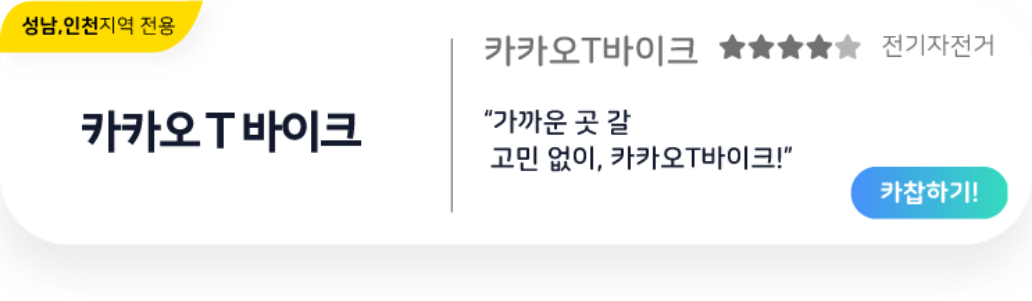 성남,인천지역 전용
카카오 T 바이크
카카오T바이크 ★★★★★ 전기자전거
“가까운 곳 갈
고민 없이, 카카오T바이크!”
카찹하기!